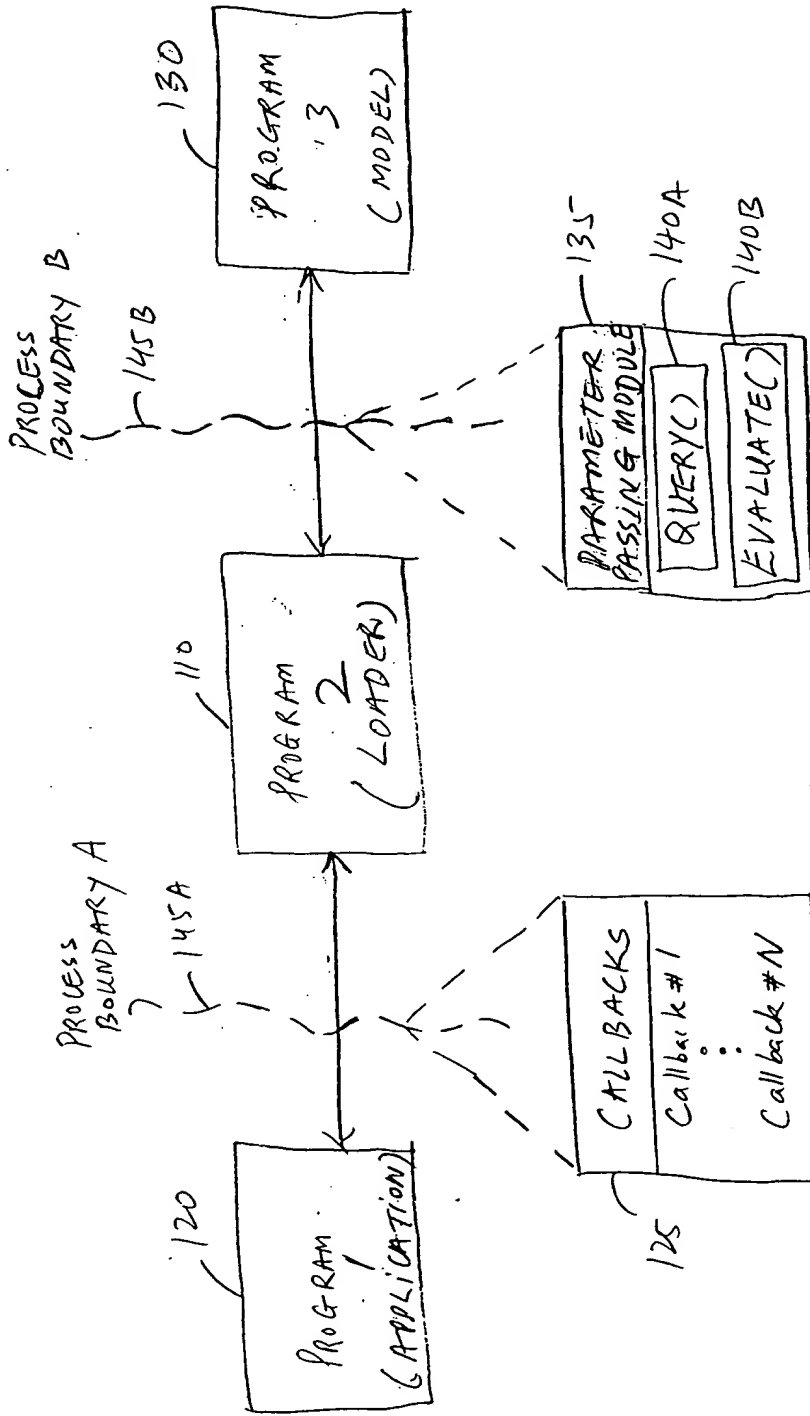 PROCESS
BOUNDARY A
145A
PROCESS
BOUNDARY B
145B
120
PROGRAM
1
(APPLICATION)
110
PROGRAM
2
(LOADER)
130
PROGRAM
3
(MODEL)
125
CALLBACKS
Callback #1
:
Callback #N
135
PARAMETER
PASSING MODULE
140A
QUERY()
140B
EVALUATE()